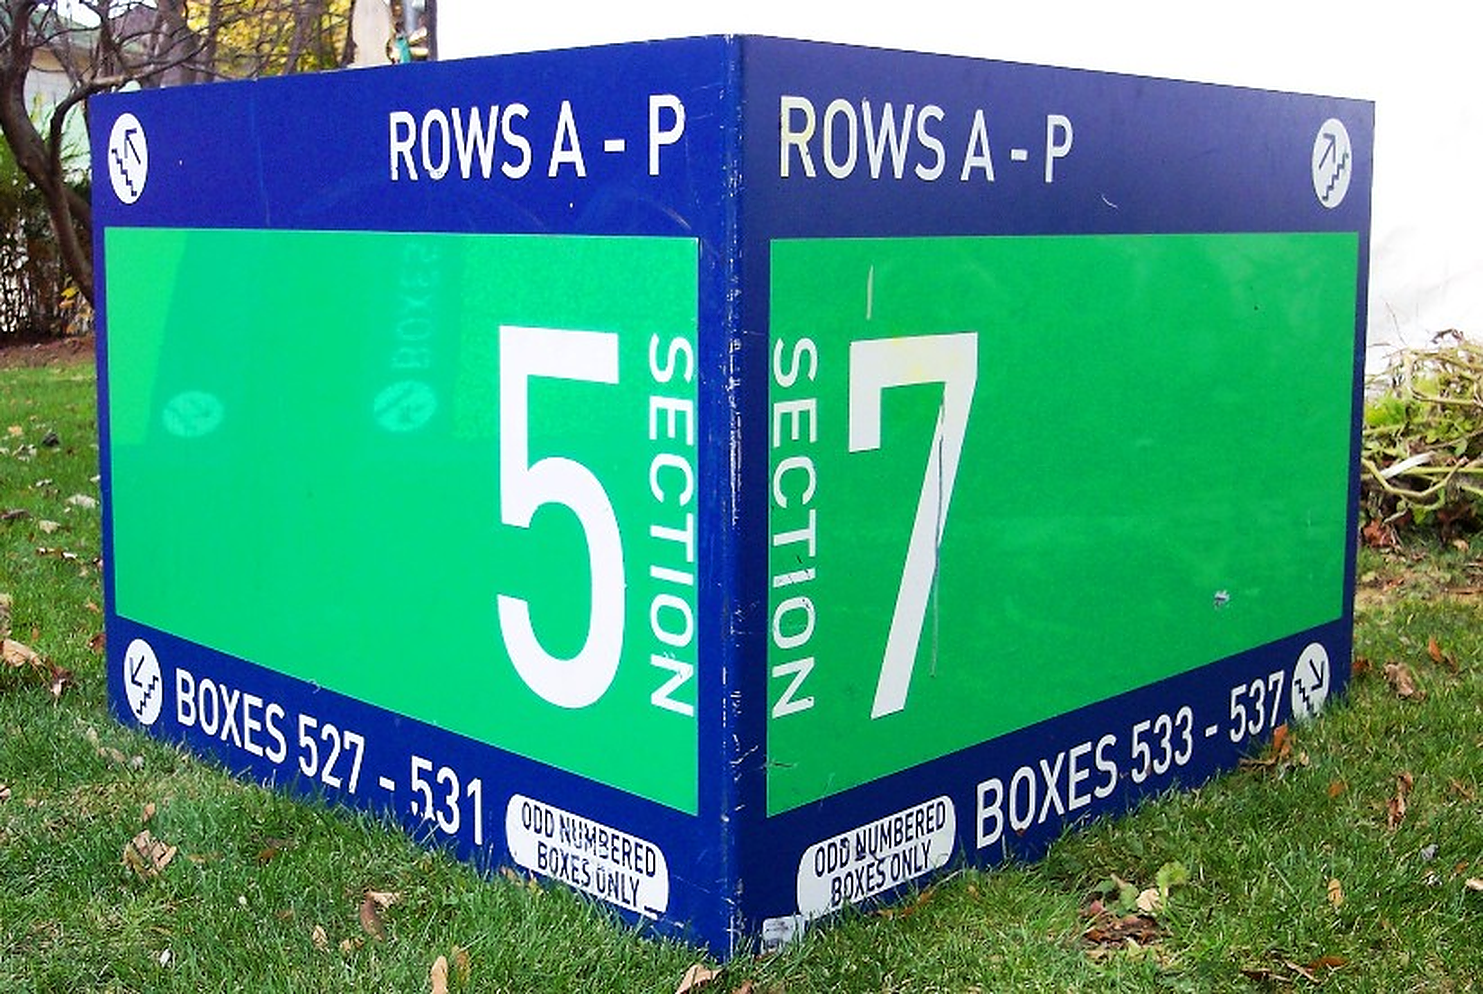 ROWS A - P
5
SECTION
BOXES 527 - 531
ODD NUMBERED
BOXES ONLY
ROWS A - P
SECTION
7
BOXES 533 - 537
ODD NUMBERED
BOXES ONLY
BOXES